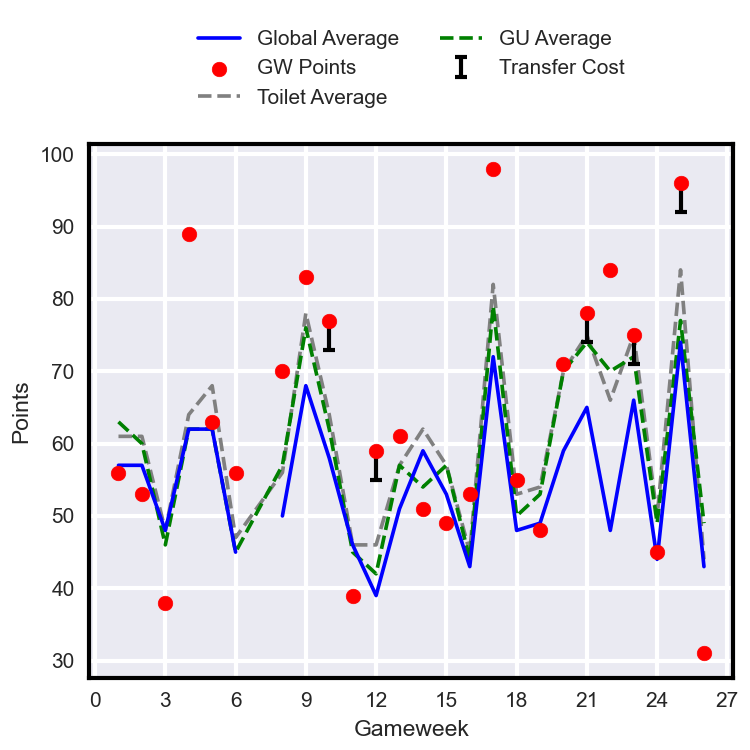 Global Average
GW Points
Toilet Average
GU Average
Transfer Cost
100
90
80
70
60
50
40
30
Points
0 3 6 9 12 15 18 21 24 27
Gameweek